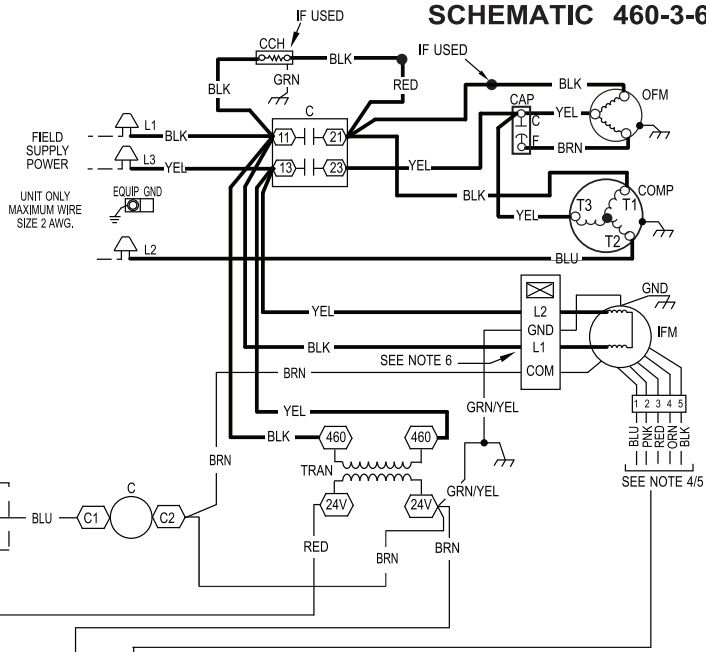 SCHEMATIC 460-3-6
IF USED
IF USED
CCH
BLK
GRN
BLK
RED
BLK
CAP
C
F
YEL
BRN
OFM
C
11
21
13
23
L1
BLK
L3
YEL
FIELD
SUPPLY
POWER
YEL
BLK
COMP
T3
T1
T2
YEL
UNIT ONLY
MAXIMUM WIRE
SIZE 2 AWG.
EQUIP GND
L2
BLU
YEL
BLK
BRN
SEE NOTE 6
L2
GND
L1
COM
GND
IFM
GRN/YEL
1 2 3 4 5
BLU
PNK
RED
ORN
BLK
SEE NOTE 4/5
YEL
BLK
460
460
TRAN
24V
24V
GRN/YEL
BRN
BLU
C1
C
C2
RED
BRN
BRN